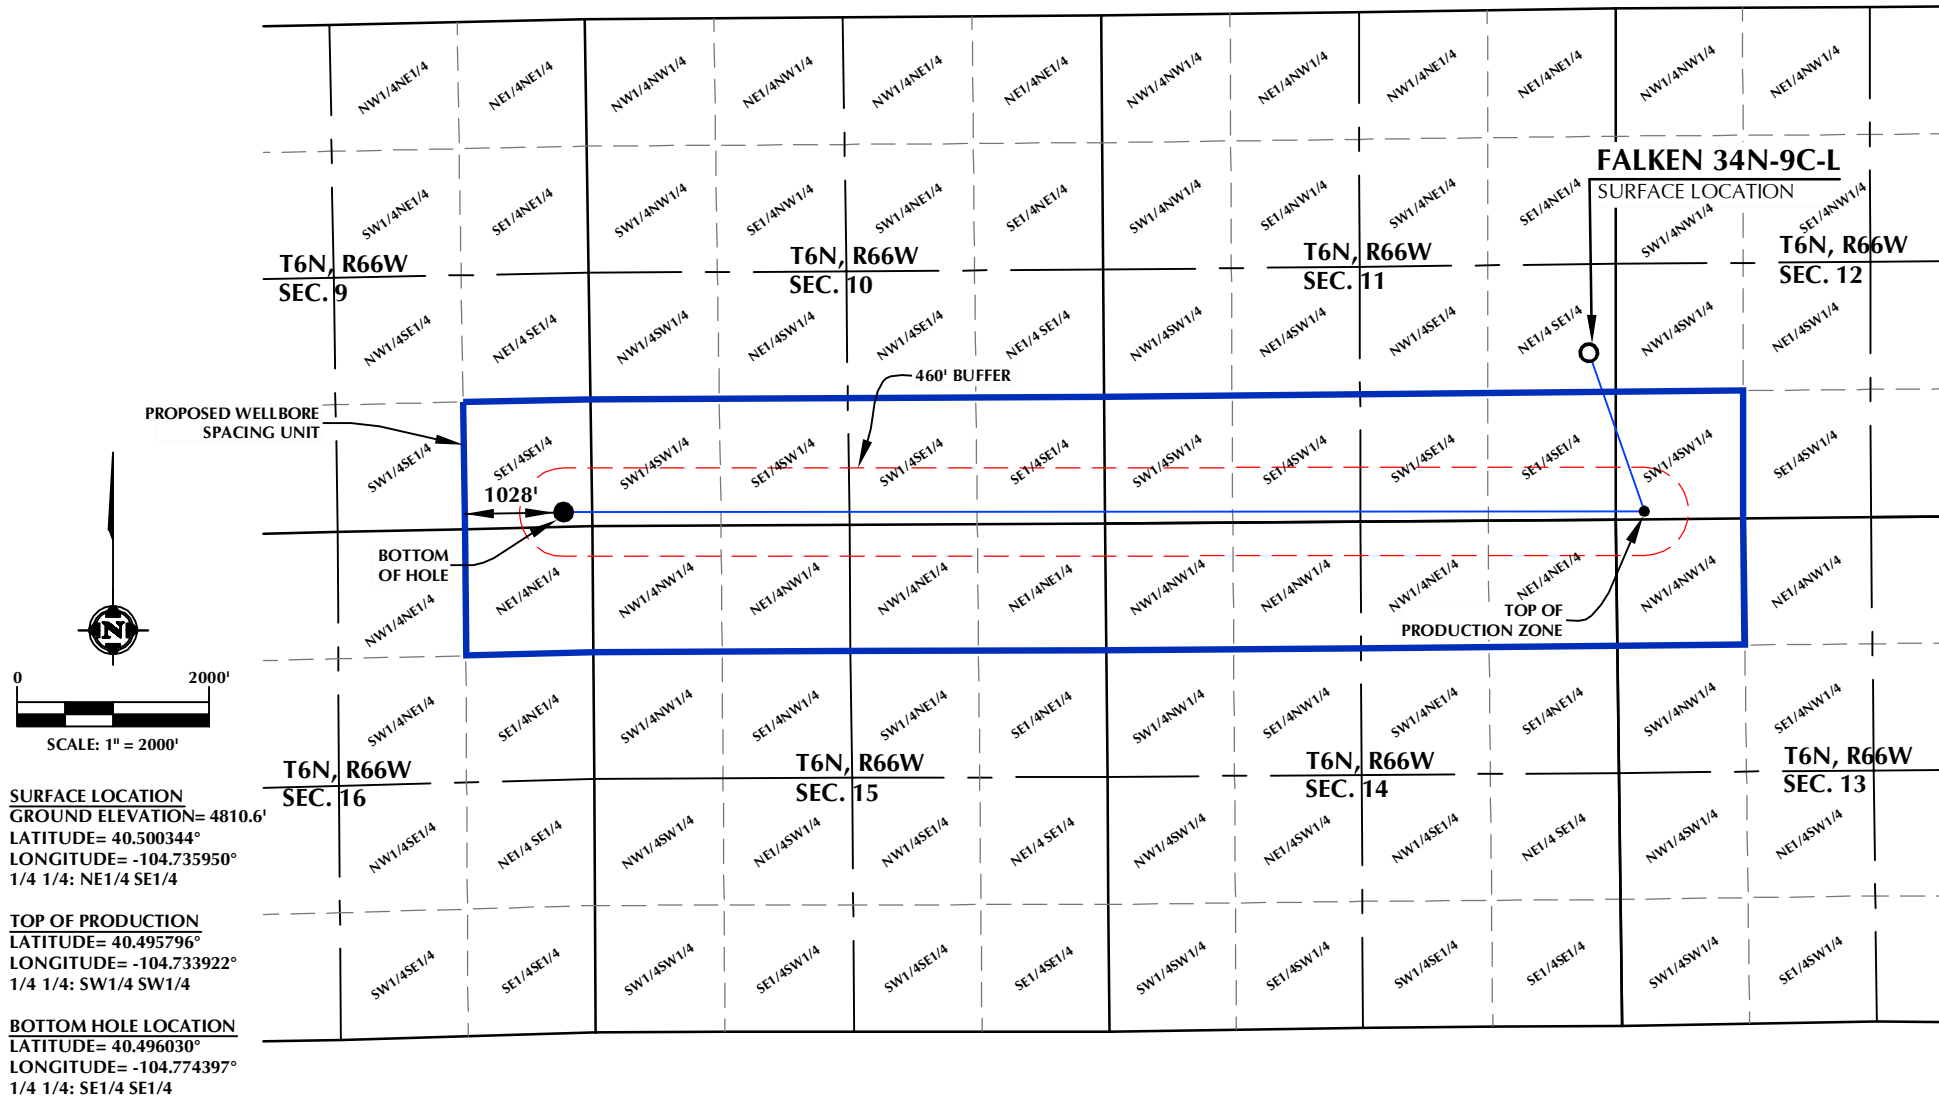 NW1/4NE1/4 NE1/4NE1/4 NW1/4NW1/4 NE1/4NW1/4 NW1/4NE1/4 NE1/4NE1/4 NW1/4NW1/4 NE1/4NW1/4 NW1/4NE1/4 NE1/4NE1/4 NW1/4NW1/4 NE1/4NW1/4
FALKEN 34N-9C-L
SURFACE LOCATION
SW1/4NE1/4 SE1/4NE1/4 SW1/4NW1/4 SE1/4NW1/4 SW1/4NE1/4 SE1/4NE1/4 SW1/4NW1/4 SE1/4NW1/4 SW1/4NE1/4 SE1/4NE1/4 SW1/4NW1/4 SE1/4NW1/4
T6N, R66W T6N, R66W T6N, R66W T6N, R66W
SEC. 9 SEC. 10 SEC. 11 SEC. 12
NW1/4SE1/4 NE1/4 SE1/4 NW1/4SW1/4 NE1/4SW1/4 NW1/4SE1/4 NE1/4 SE1/4 NW1/4SW1/4 NE1/4SW1/4 NW1/4SE1/4 NE1/4 SE1/4 NW1/4SW1/4 NE1/4SW1/4
460' BUFFER
PROPOSED WELLBORE
SPACING UNIT
SW1/4SE1/4 SE1/4SE1/4 SW1/4SW1/4 SE1/4SW1/4 SW1/4SE1/4 SE1/4SE1/4 SW1/4SW1/4 SE1/4SW1/4 SW1/4SE1/4 SE1/4SE1/4 SW1/4SW1/4 SE1/4SW1/4
1028'
BOTTOM
OF HOLE
NW1/4NE1/4 NE1/4NE1/4 NW1/4NW1/4 NE1/4NW1/4 NW1/4NE1/4 NE1/4NE1/4 NW1/4NW1/4 NE1/4NW1/4 NW1/4NE1/4 NE1/4NE1/4 NW1/4NW1/4 NE1/4NW1/4
TOP OF
PRODUCTION ZONE
N
0 2000'
SCALE: 1" = 2000'
SW1/4NE1/4 SE1/4NE1/4 SW1/4NW1/4 SE1/4NW1/4 SW1/4NE1/4 SE1/4NE1/4 SW1/4NW1/4 SE1/4NW1/4 SW1/4NE1/4 SE1/4NE1/4 SW1/4NW1/4 SE1/4NW1/4
T6N, R66W T6N, R66W T6N, R66W T6N, R66W
SEC. 16 SEC. 15 SEC. 14 SEC. 13
NW1/4SE1/4 NE1/4 SE1/4 NW1/4SW1/4 NE1/4SW1/4 NW1/4SE1/4 NE1/4 SE1/4 NW1/4SW1/4 NE1/4SW1/4 NW1/4SE1/4 NE1/4 SE1/4 NW1/4SW1/4 NE1/4SW1/4
SW1/4SE1/4 SE1/4SE1/4 SW1/4SW1/4 SE1/4SW1/4 SW1/4SE1/4 SE1/4SE1/4 SW1/4SW1/4 SE1/4SW1/4 SW1/4SE1/4 SE1/4SE1/4 SW1/4SW1/4 SE1/4SW1/4
SURFACE LOCATION
GROUND ELEVATION= 4810.6'
LATITUDE= 40.500344°
LONGITUDE= -104.735950°
1/4 1/4: NE1/4 SE1/4
TOP OF PRODUCTION
LATITUDE= 40.495796°
LONGITUDE= -104.733922°
1/4 1/4: SW1/4 SW1/4
BOTTOM HOLE LOCATION
LATITUDE= 40.496030°
LONGITUDE= -104.774397°
1/4 1/4: SE1/4 SE1/4